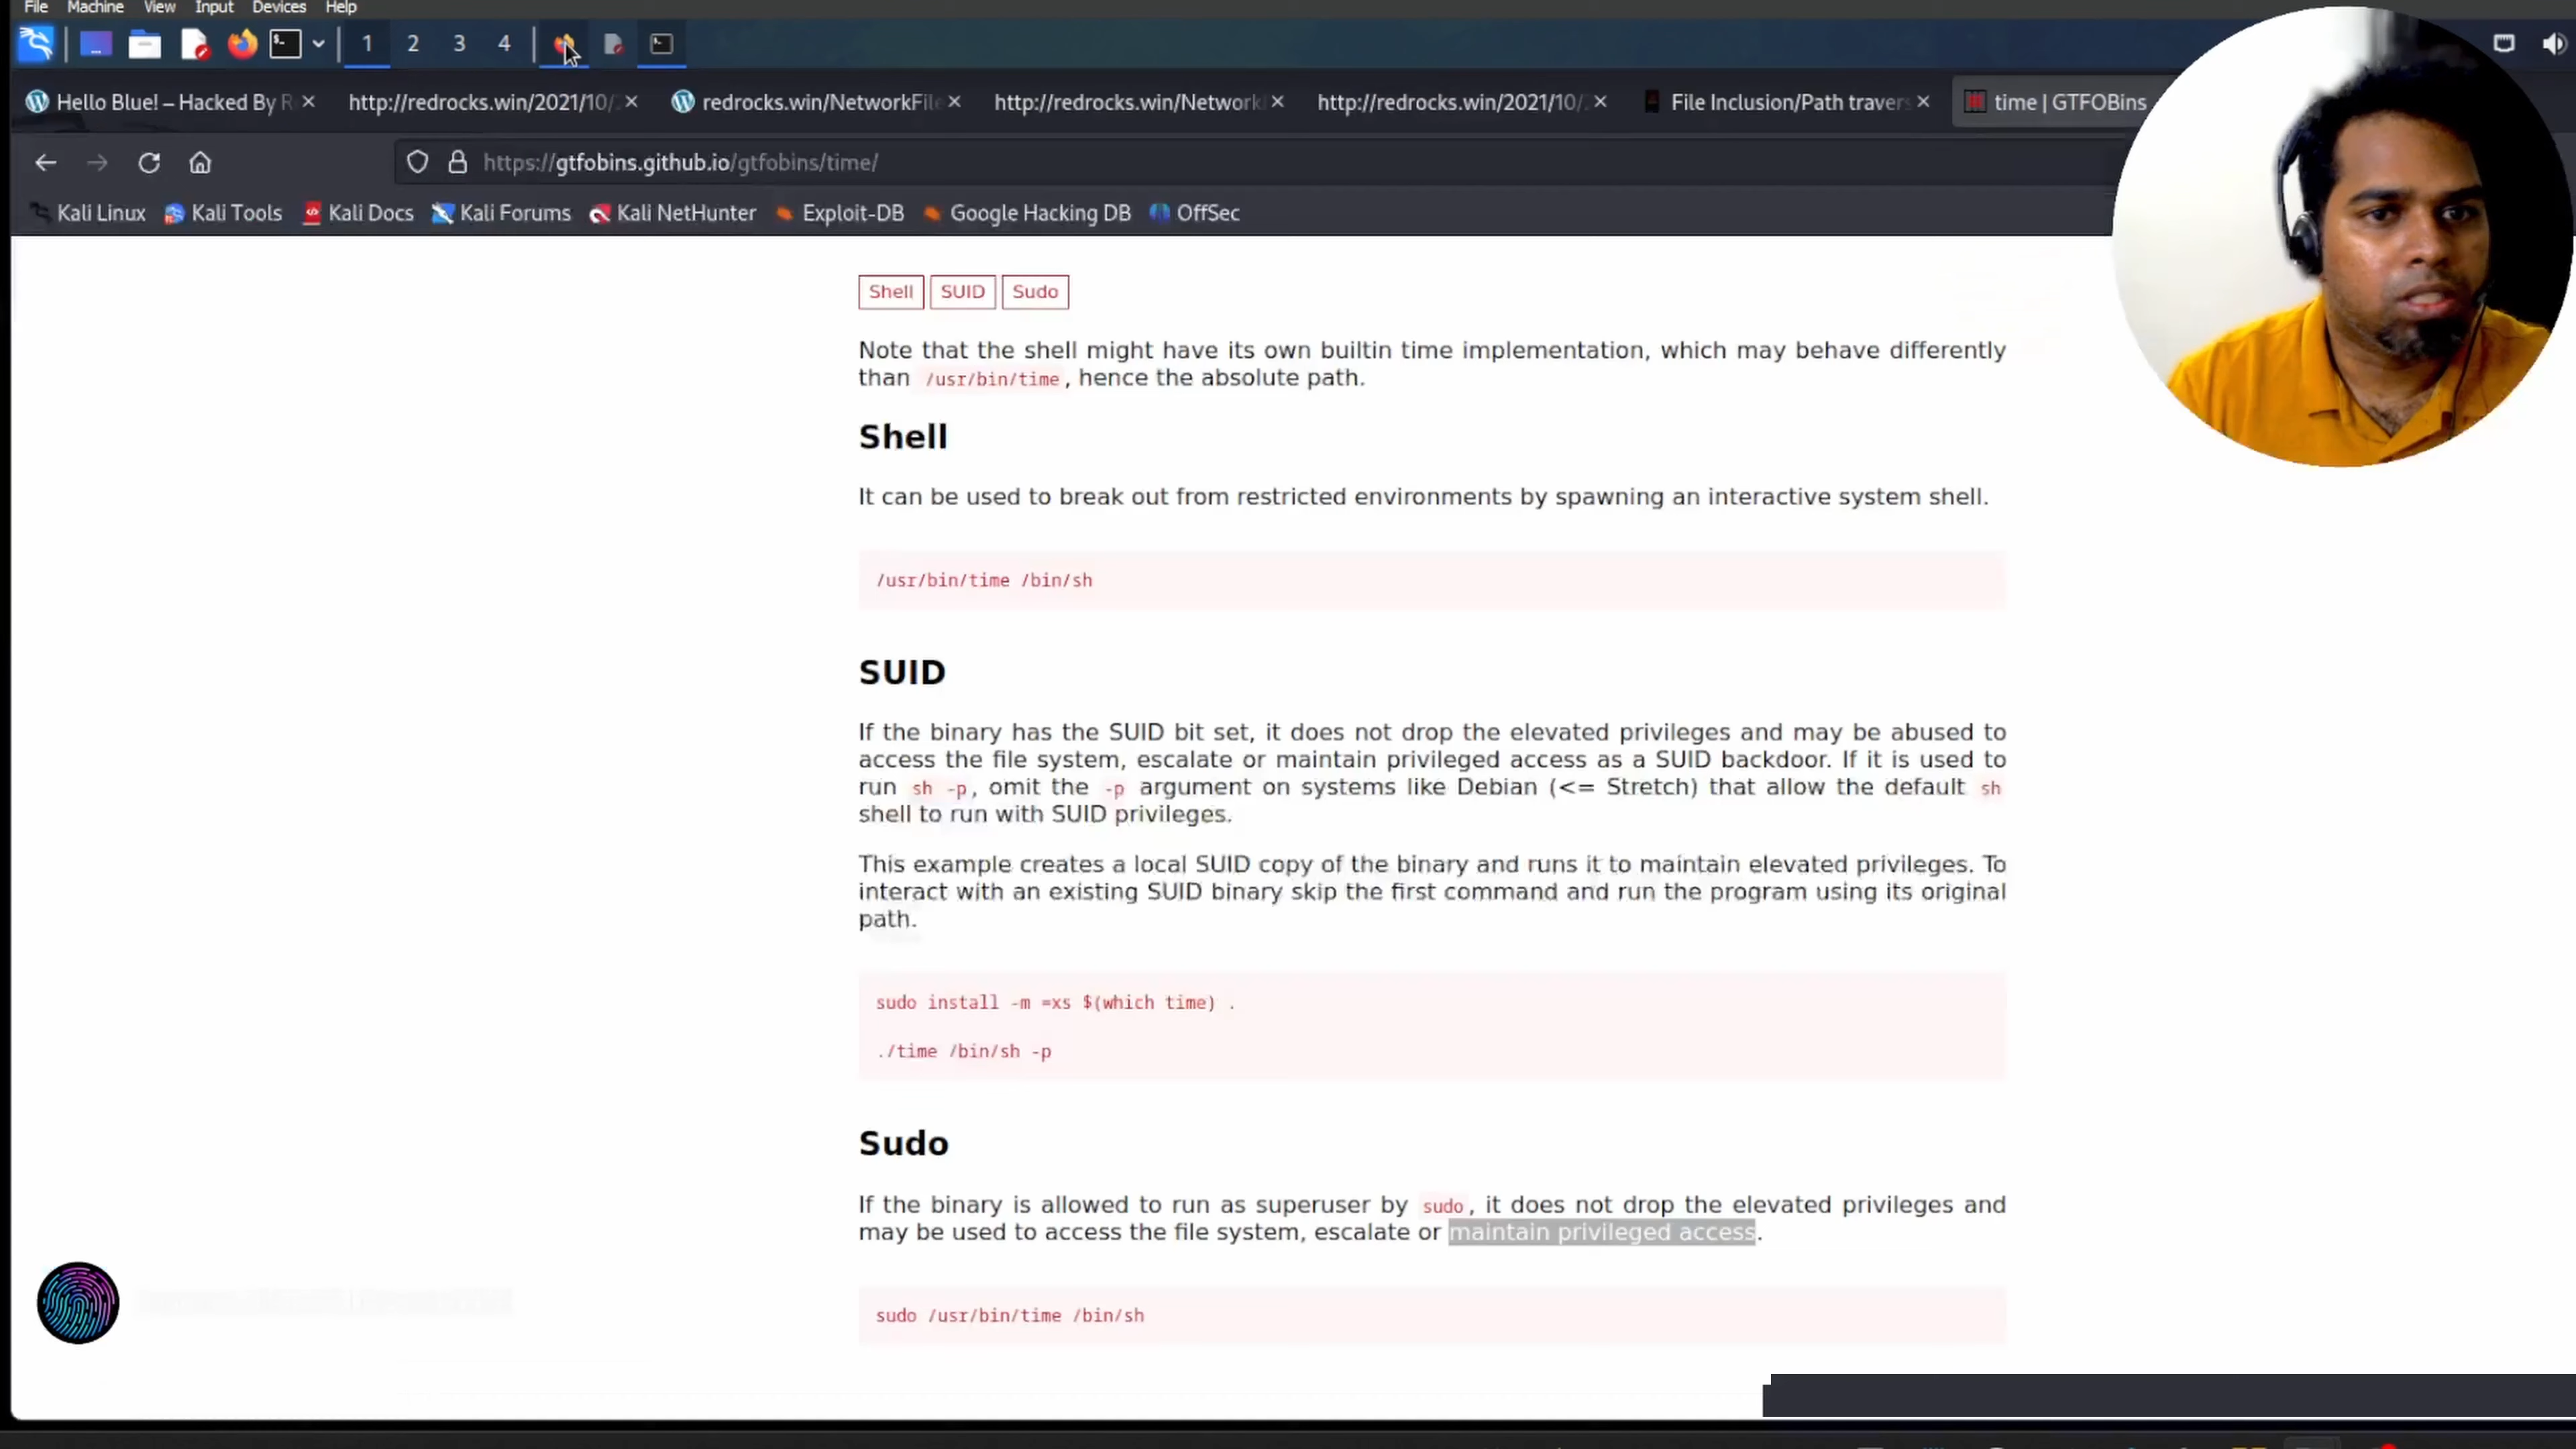 File Machine View Input Devices Help
1 2 3 4
Hello Blue! – Hacked By R http://redrocks.win/2021/10/ redrocks.win/NetworkFile http://redrocks.win/Network http://redrocks.win/2021/10/ File Inclusion/Path travers time | GTFOBins
https://gtfobins.github.io/gtfobins/time/
Kali Linux Kali Tools Kali Docs Kali Forums Kali NetHunter Exploit-DB Google Hacking DB OffSec
Shell SUID Sudo
Note that the shell might have its own builtin time implementation, which may behave differently
than /usr/bin/time, hence the absolute path.
Shell
It can be used to break out from restricted environments by spawning an interactive system shell.
/usr/bin/time /bin/sh
SUID
If the binary has the SUID bit set, it does not drop the elevated privileges and may be abused to
access the file system, escalate or maintain privileged access as a SUID backdoor. If it is used to
run sh -p, omit the -p argument on systems like Debian (<= Stretch) that allow the default sh
shell to run with SUID privileges.
This example creates a local SUID copy of the binary and runs it to maintain elevated privileges. To
interact with an existing SUID binary skip the first command and run the program using its original
path.
sudo install -m =xs $(which time) .
./time /bin/sh -p
Sudo
If the binary is allowed to run as superuser by sudo, it does not drop the elevated privileges and
may be used to access the file system, escalate or maintain privileged access.
sudo /usr/bin/time /bin/sh